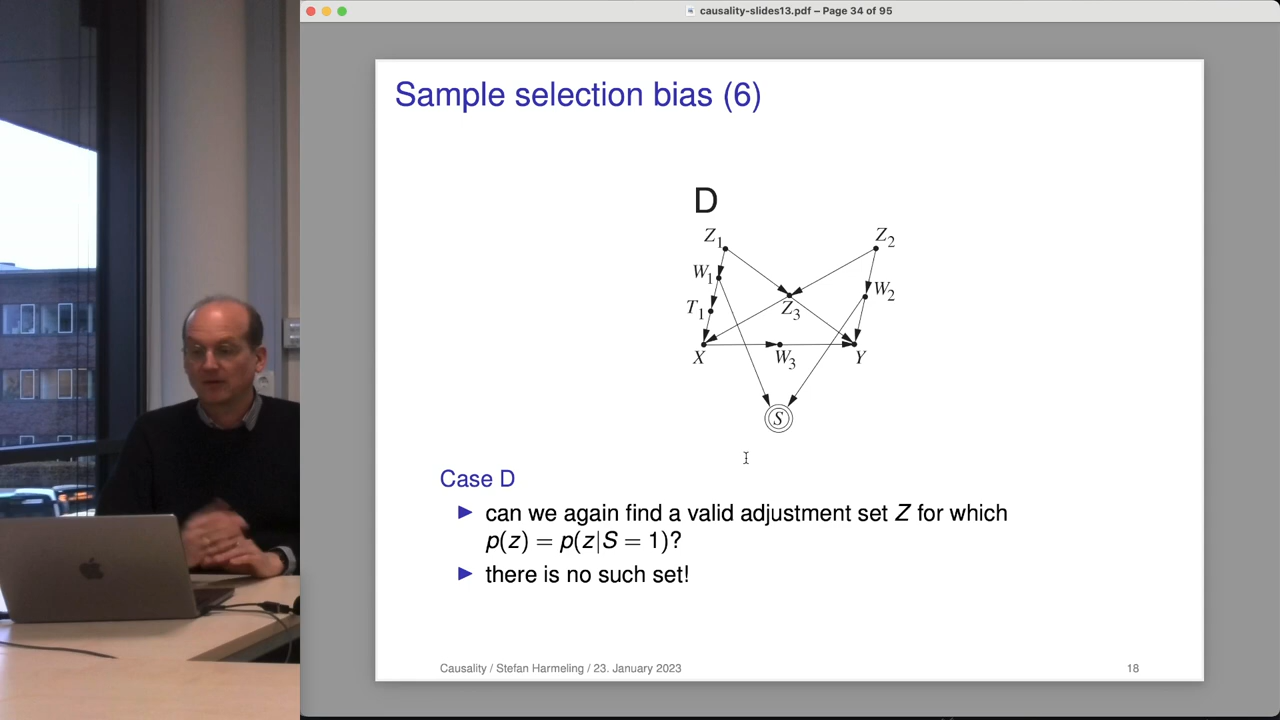 causality-slides13.pdf – Page 34 of 95
Sample selection bias (6)
D
Z1
Z2
W1
W2
T1
Z3
X
W3
Y
S
Case D
can we again find a valid adjustment set Z for which
p(z) = p(z|S = 1)?
there is no such set!
Causality / Stefan Harmeling / 23. January 2023
18